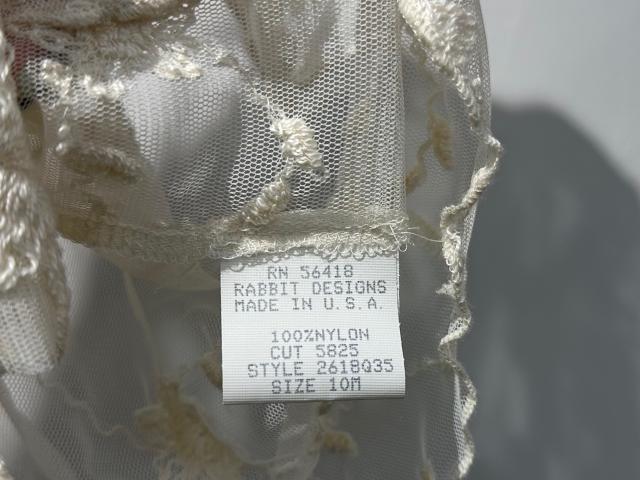 RN 56418
RABBIT DESIGNS
MADE IN U.S.A.
100%NYLON
CUT 5825
STYLE 2618Q35
SIZE 10M